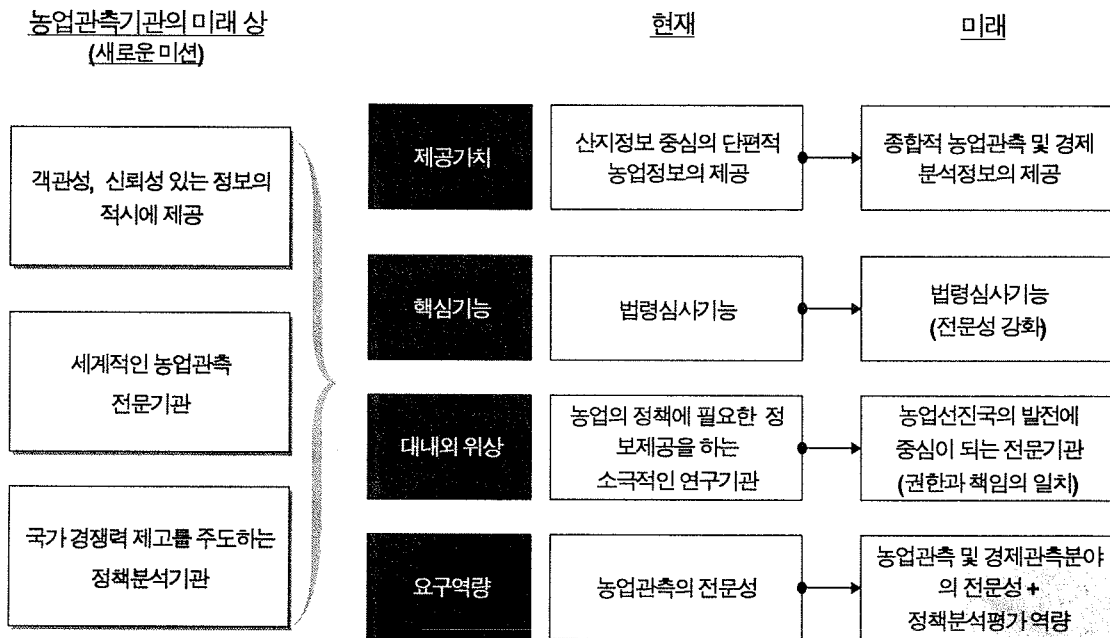 농업관측기관의 미래 상
(새로운 미션)
현재
미래
객관성, 신뢰성 있는 정보의
적시에 제공
세계적인 농업관측
전문기관
국가 경쟁력 제고를 주도하는
정책분석기관
제공가치
산지정보 중심의 단편적
농업정보의 제공
종합적 농업관측 및 경제
분석정보의 제공
핵심기능
법령심사기능
법령심사기능
(전문성 강화)
대내외 위상
농업의 정책에 필요한 정
보제공을 하는
소극적인 연구기관
농업선진국의 발전에
중심이 되는 전문기관
(권한과 책임의 일치)
요구역량
농업관측의 전문성
농업관측 및 경제관측분야
의 전문성 +
정책분석평가 역량